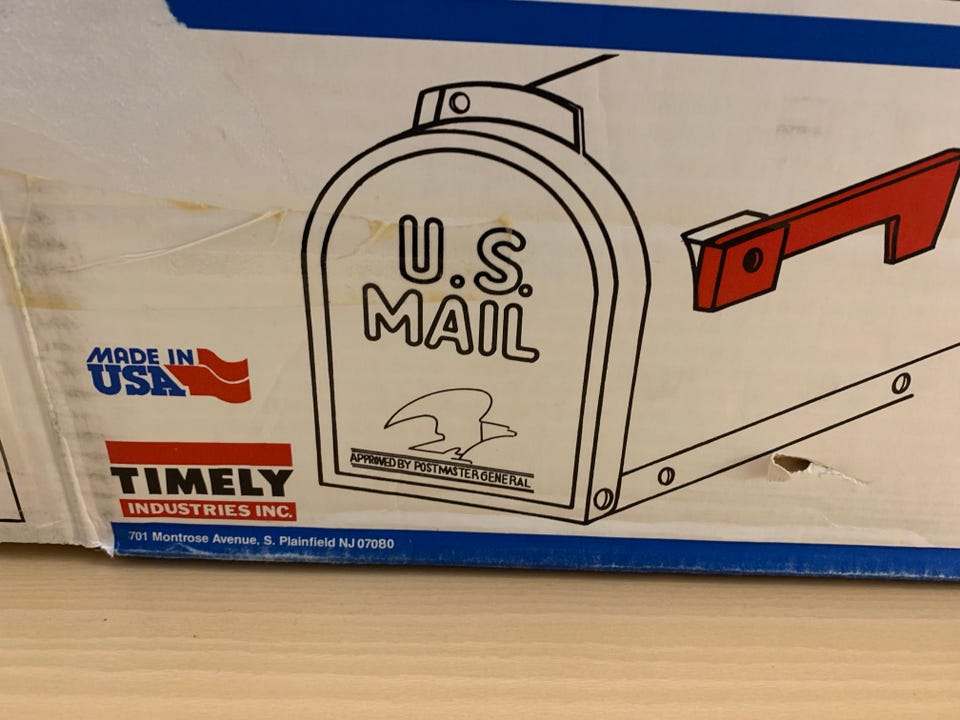 U.S.
MAIL
APPROVED BY POSTMASTER GENERAL
MADE IN
USA
TIMELY
INDUSTRIES INC.
701 Montrose Avenue, S. Plainfield NJ 07080